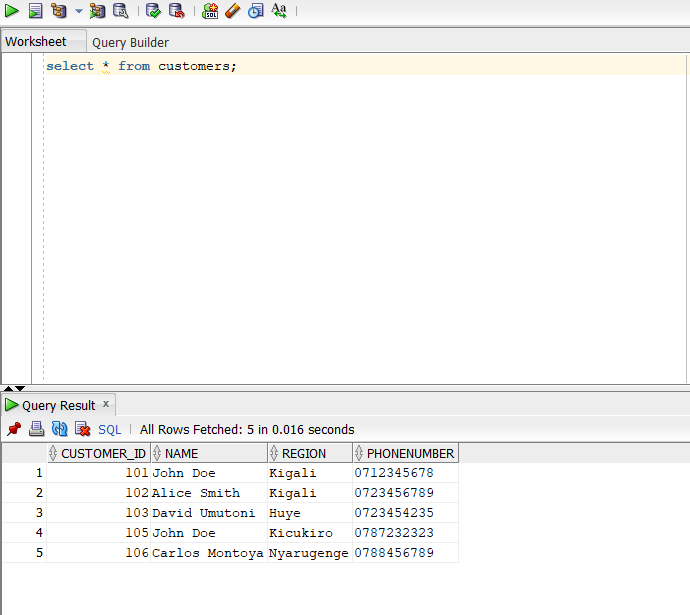 SQL Aa
Worksheet Query Builder
select * from customers;
Query Result x
SQL | All Rows Fetched: 5 in 0.016 seconds
CUSTOMER_ID NAME REGION PHONENUMBER
1 101 John Doe Kigali 0712345678
2 102 Alice Smith Kigali 0723456789
3 103 David Umutoni Huye 0723454235
4 105 John Doe Kicukiro 0787232323
5 106 Carlos Montoya Nyarugenge 0788456789